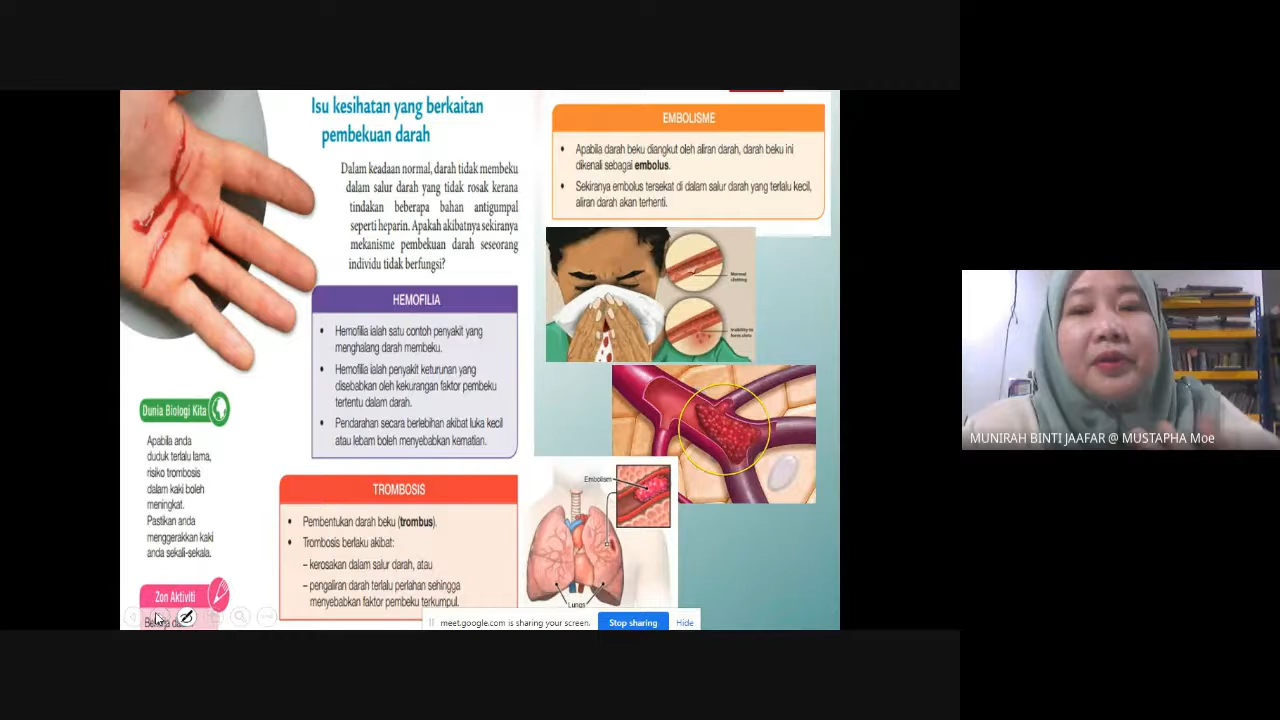 Isu kesihatan yang berkaitan
pembekuan darah
Dalam keadaan normal, darah tidak membeku
dalam salur darah yang tidak rosak kerana
tindakan beberapa bahan antigumpal
seperti heparin. Apakah akibatnya sekiranya
mekanisme pembekuan darah seseorang
individu tidak berfungsi?
HEMOFILIA
• Hemofilia ialah satu contoh penyakit yang
menghalang darah membeku.
• Hemofilia ialah penyakit keturunan yang
disebabkan oleh kekurangan faktor pembeku
tertentu dalam darah.
• Pendarahan secara berlebihan akibat luka kecil
atau lebam boleh menyebabkan kematian.
Dunia Biologi Kita
Apabila anda
duduk terlalu lama,
risiko trombosis
dalam kaki boleh
meningkat.
Pastikan anda
menggerakkan kaki
anda sekali-sekala.
Zon Aktiviti
TROMBOSIS
• Pembentukan darah beku (trombus).
• Trombosis berlaku akibat:
– kerosakan dalam salur darah, atau
– pengaliran darah terlalu perlahan sehingga
menyebabkan faktor pembeku terkumpul.
EMBOLISME
• Apabila darah beku diangkut oleh aliran darah, darah beku ini
dikenali sebagai embolus.
• Sekiranya embolus tersekat di dalam salur darah yang terlalu kecil,
aliran darah akan terhenti.
Normal
clotting
Inability to
form clots
Embolism
Lungs
meet.google.com is sharing your screen.
Stop sharing
Hide
MUNIRAH BINTI JAAFAR @ MUSTAPHA Moe